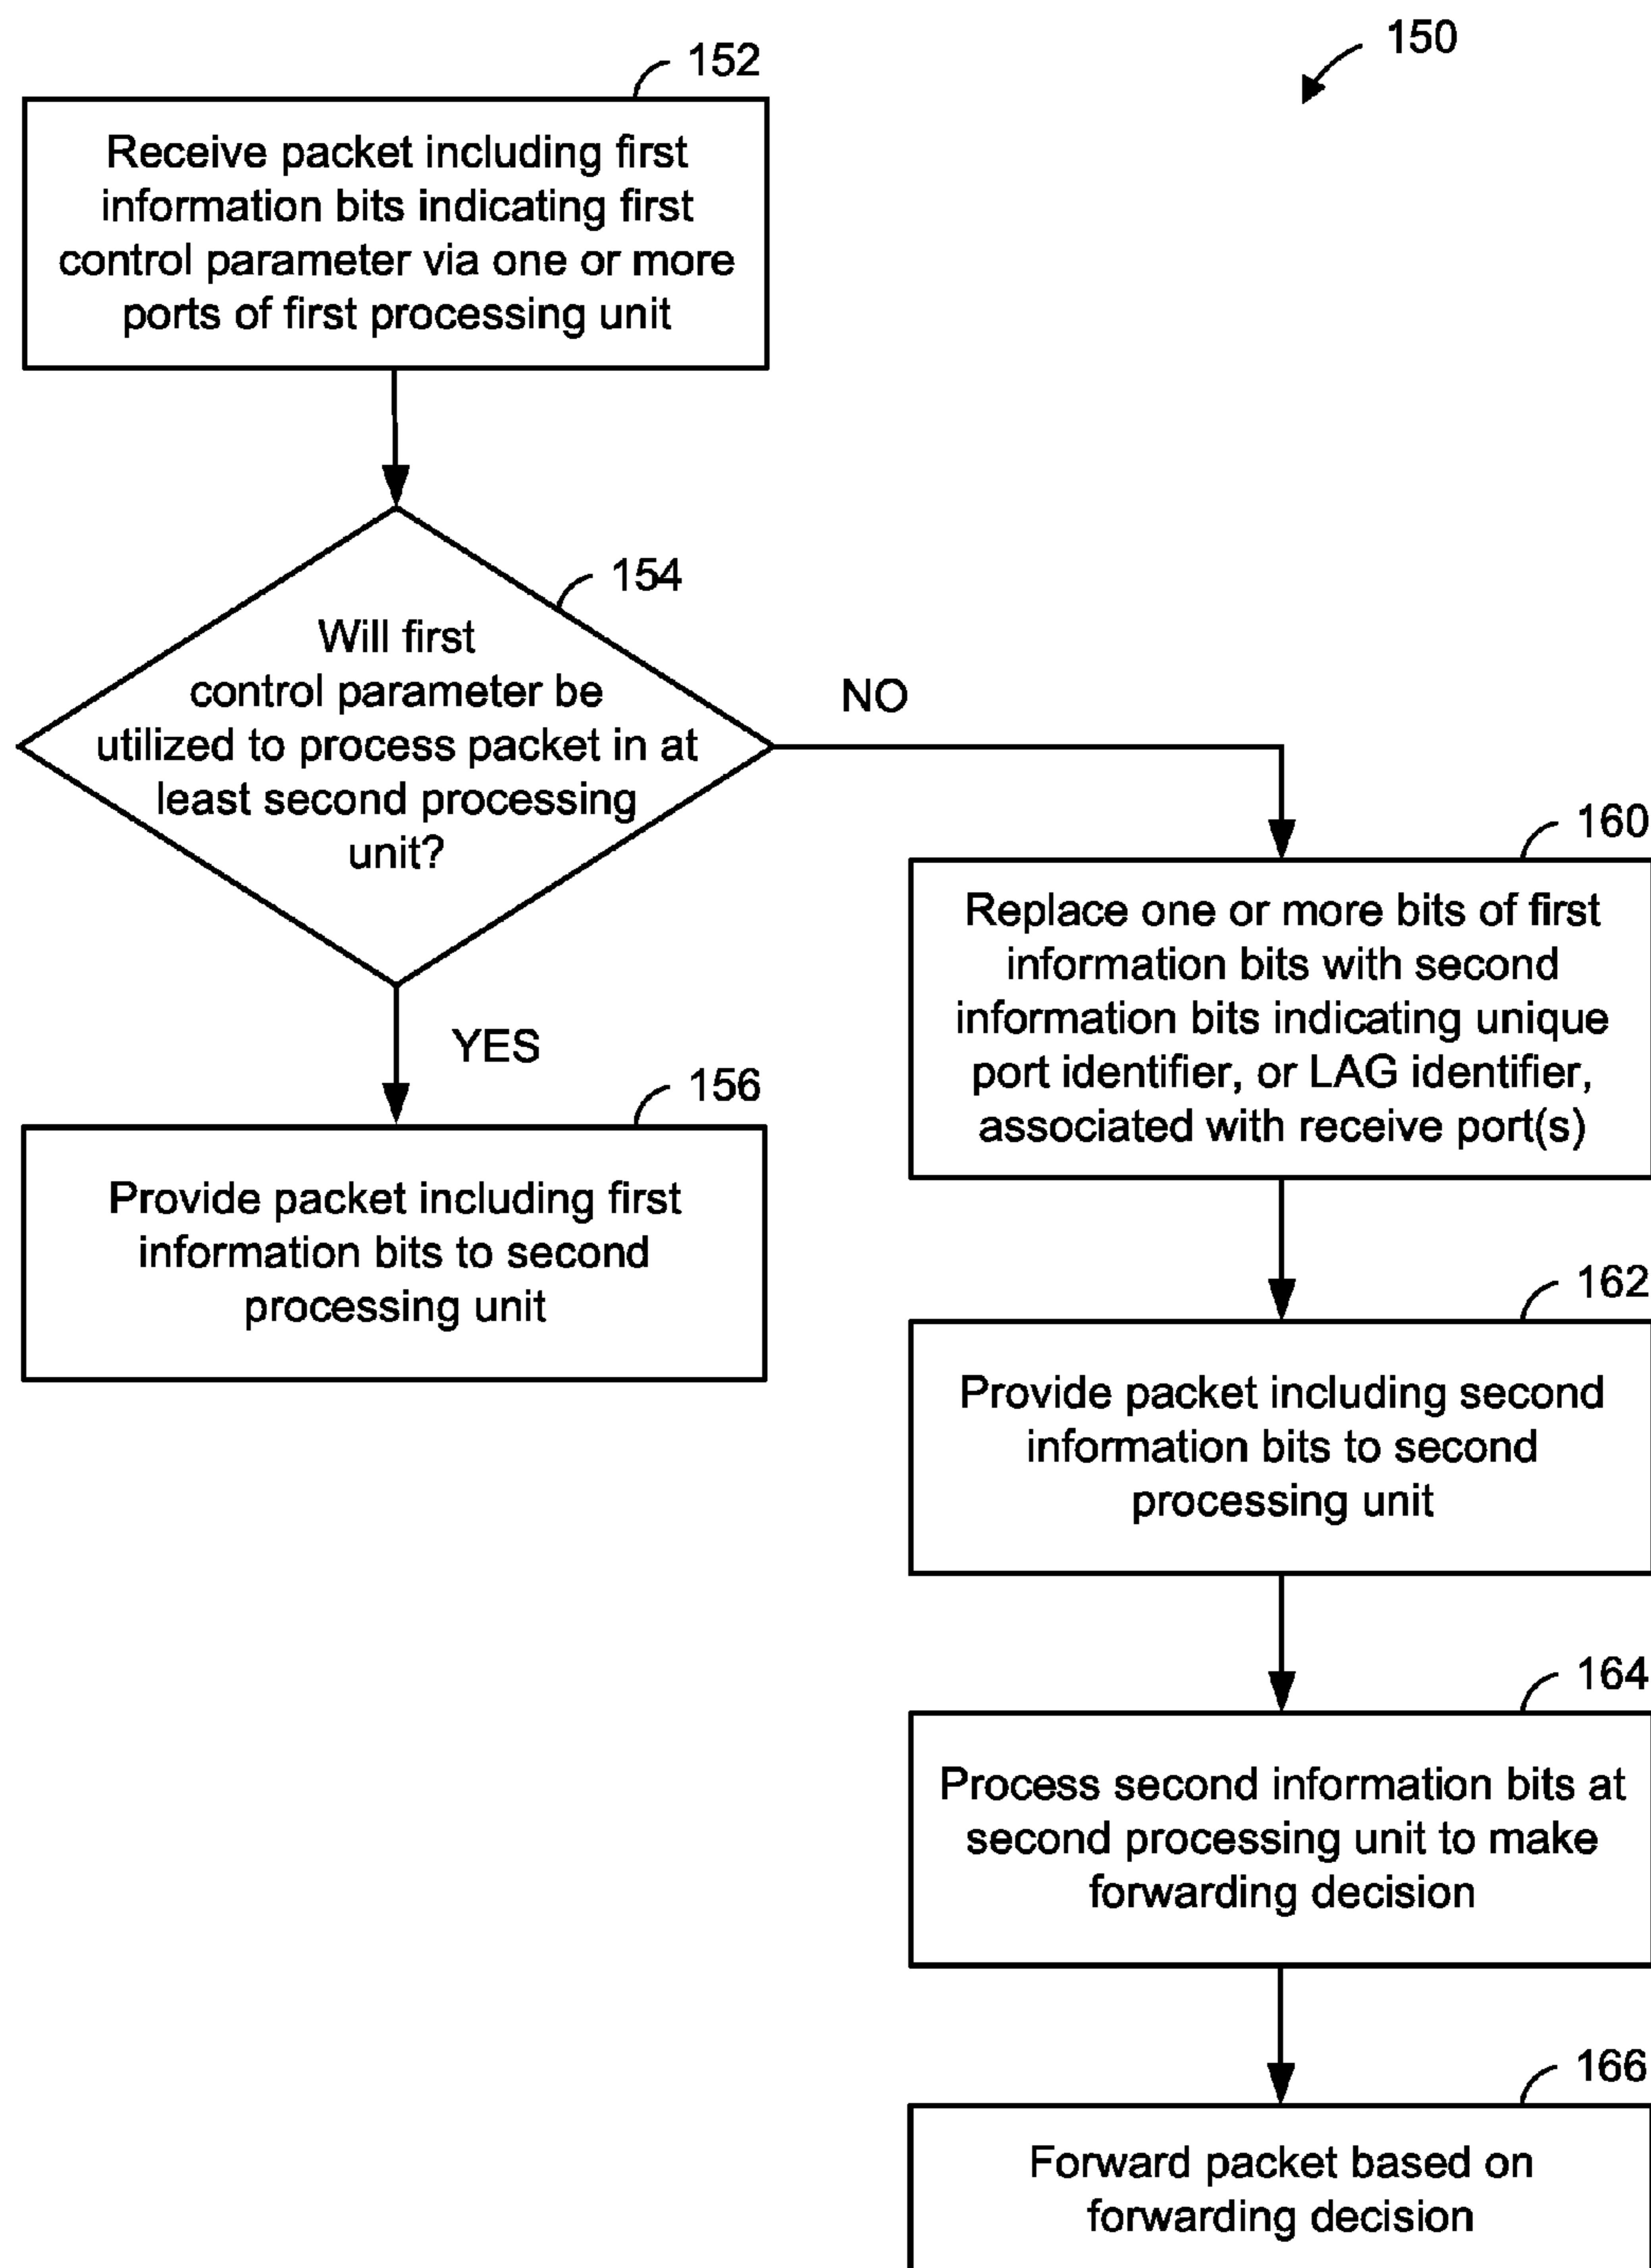 150
152
Receive packet including first
information bits indicating first
control parameter via one or more
ports of first processing unit
154
Will first
control parameter be
utilized to process packet in at
least second processing
unit?
NO
YES
156
Provide packet including first
information bits to second
processing unit
160
Replace one or more bits of first
information bits with second
information bits indicating unique
port identifier, or LAG identifier,
associated with receive port(s)
162
Provide packet including second
information bits to second
processing unit
164
Process second information bits at
second processing unit to make
forwarding decision
166
Forward packet based on
forwarding decision